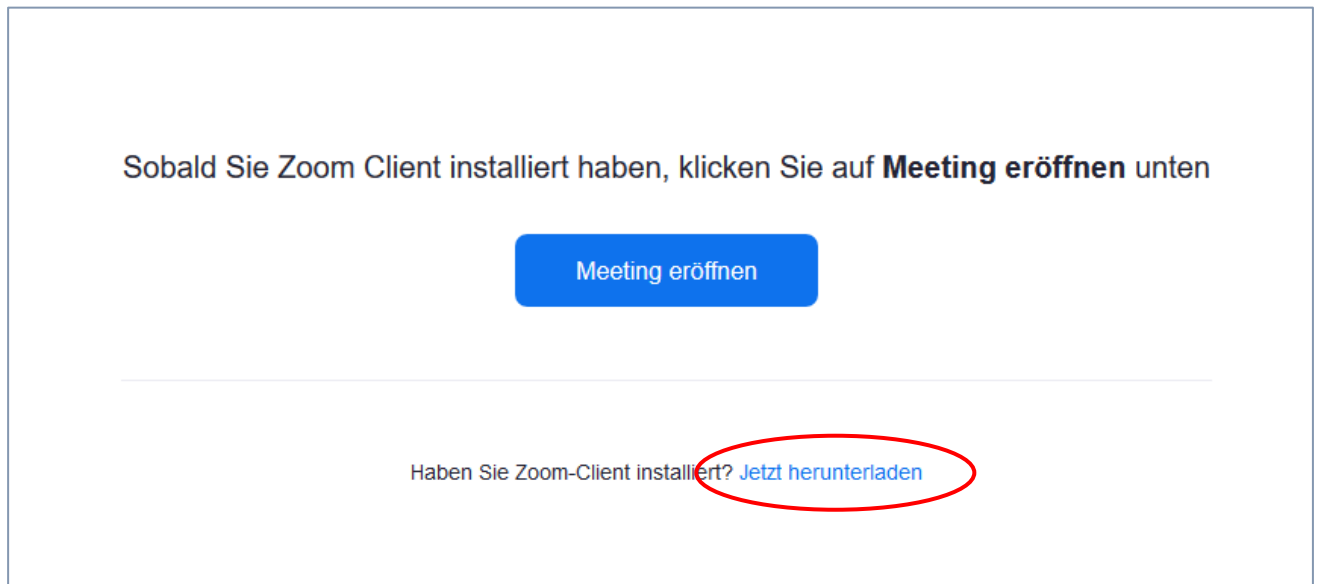 Sobald Sie Zoom Client installiert haben, klicken Sie auf Meeting eröffnen unten
Meeting eröffnen
Haben Sie Zoom-Client installiert? Jetzt herunterladen